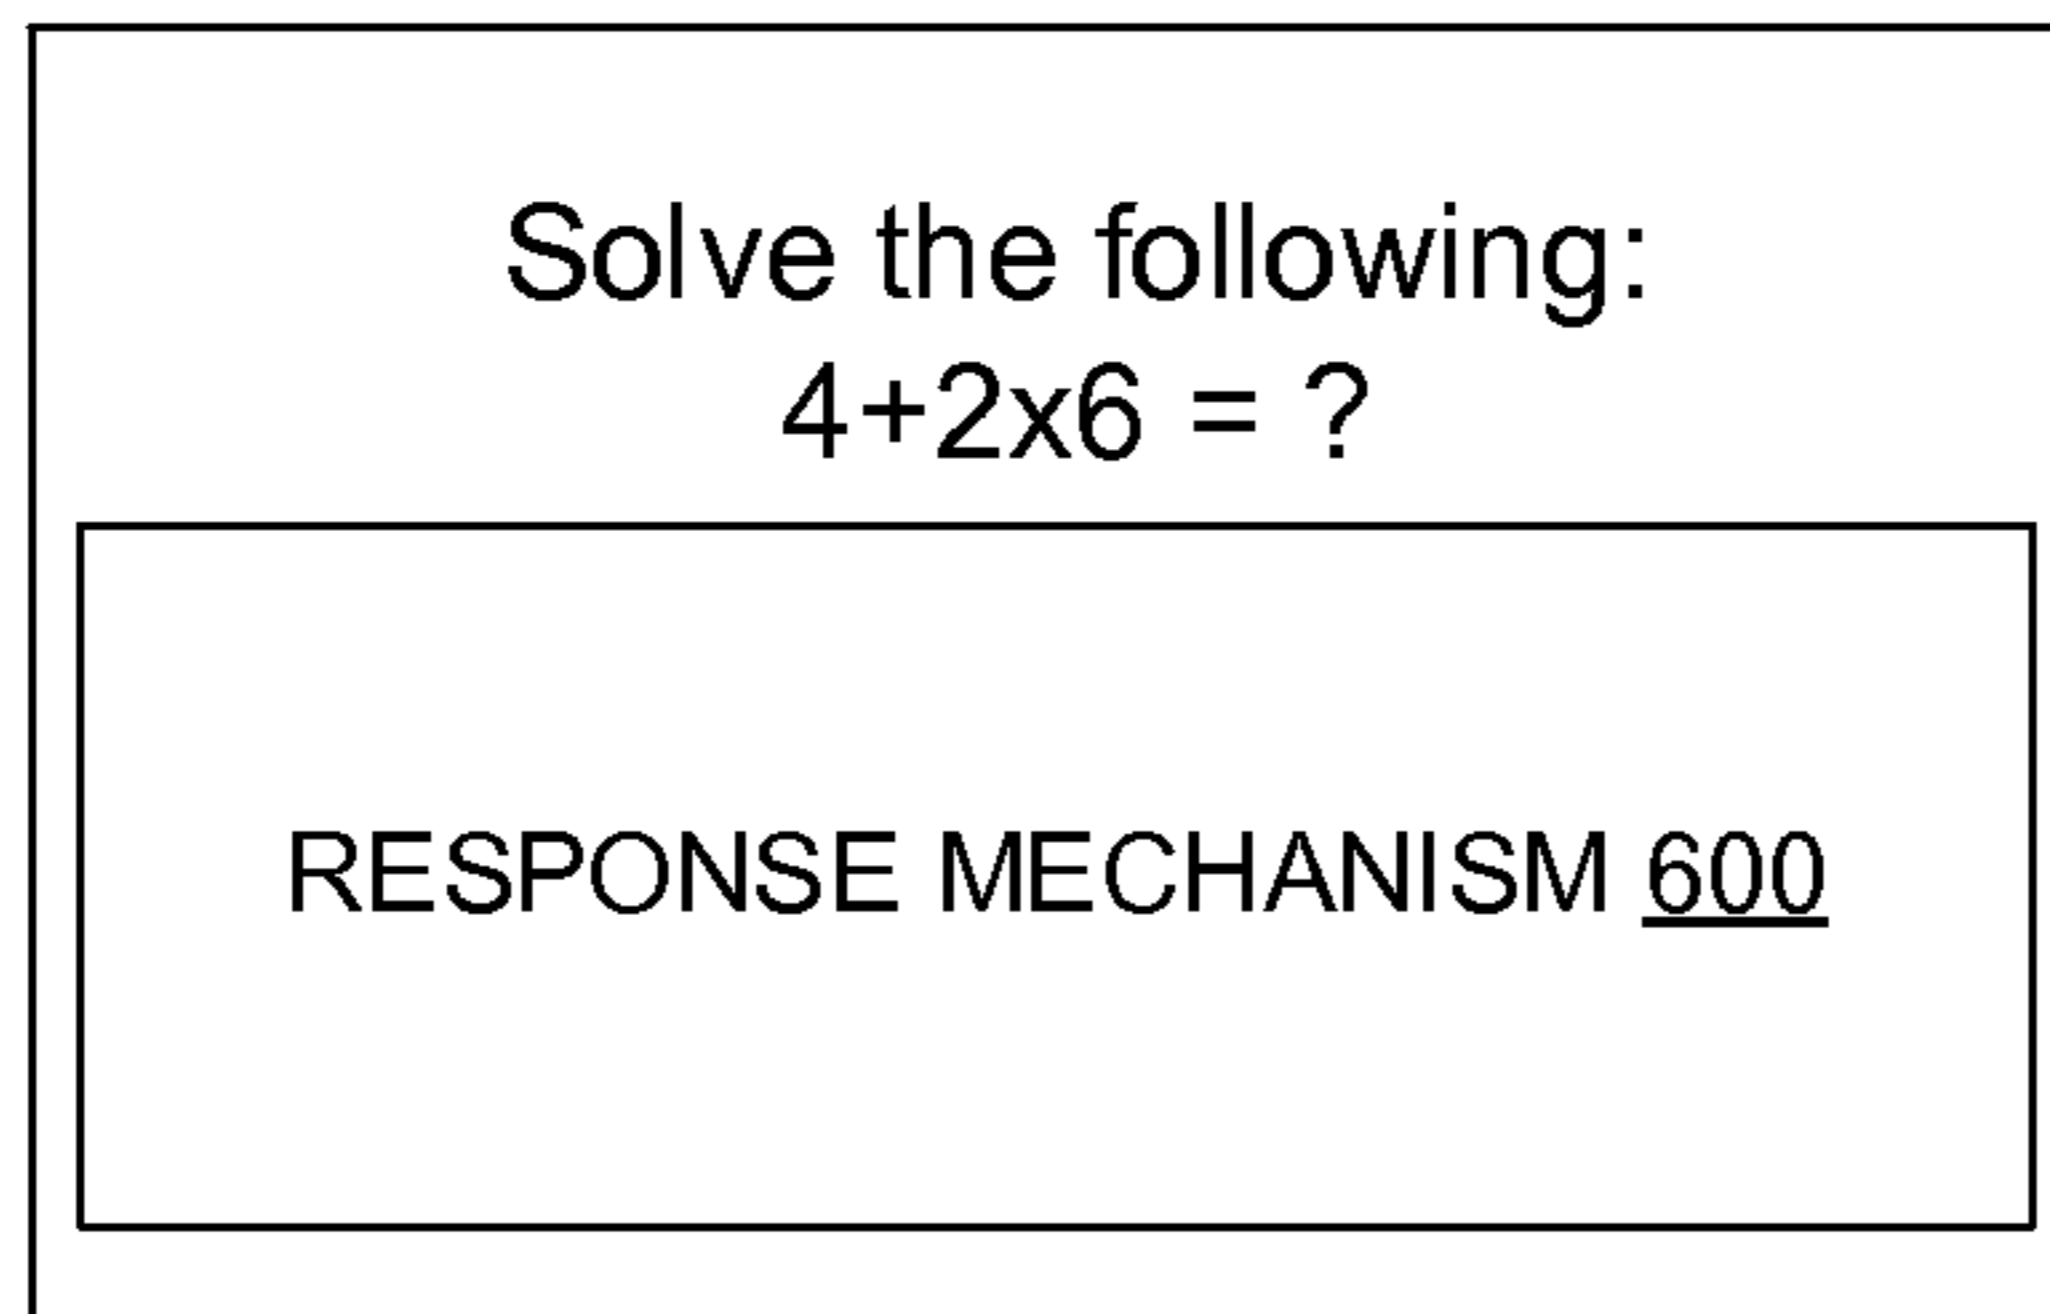 Solve the following:
4+2x6 = ?
RESPONSE MECHANISM 600